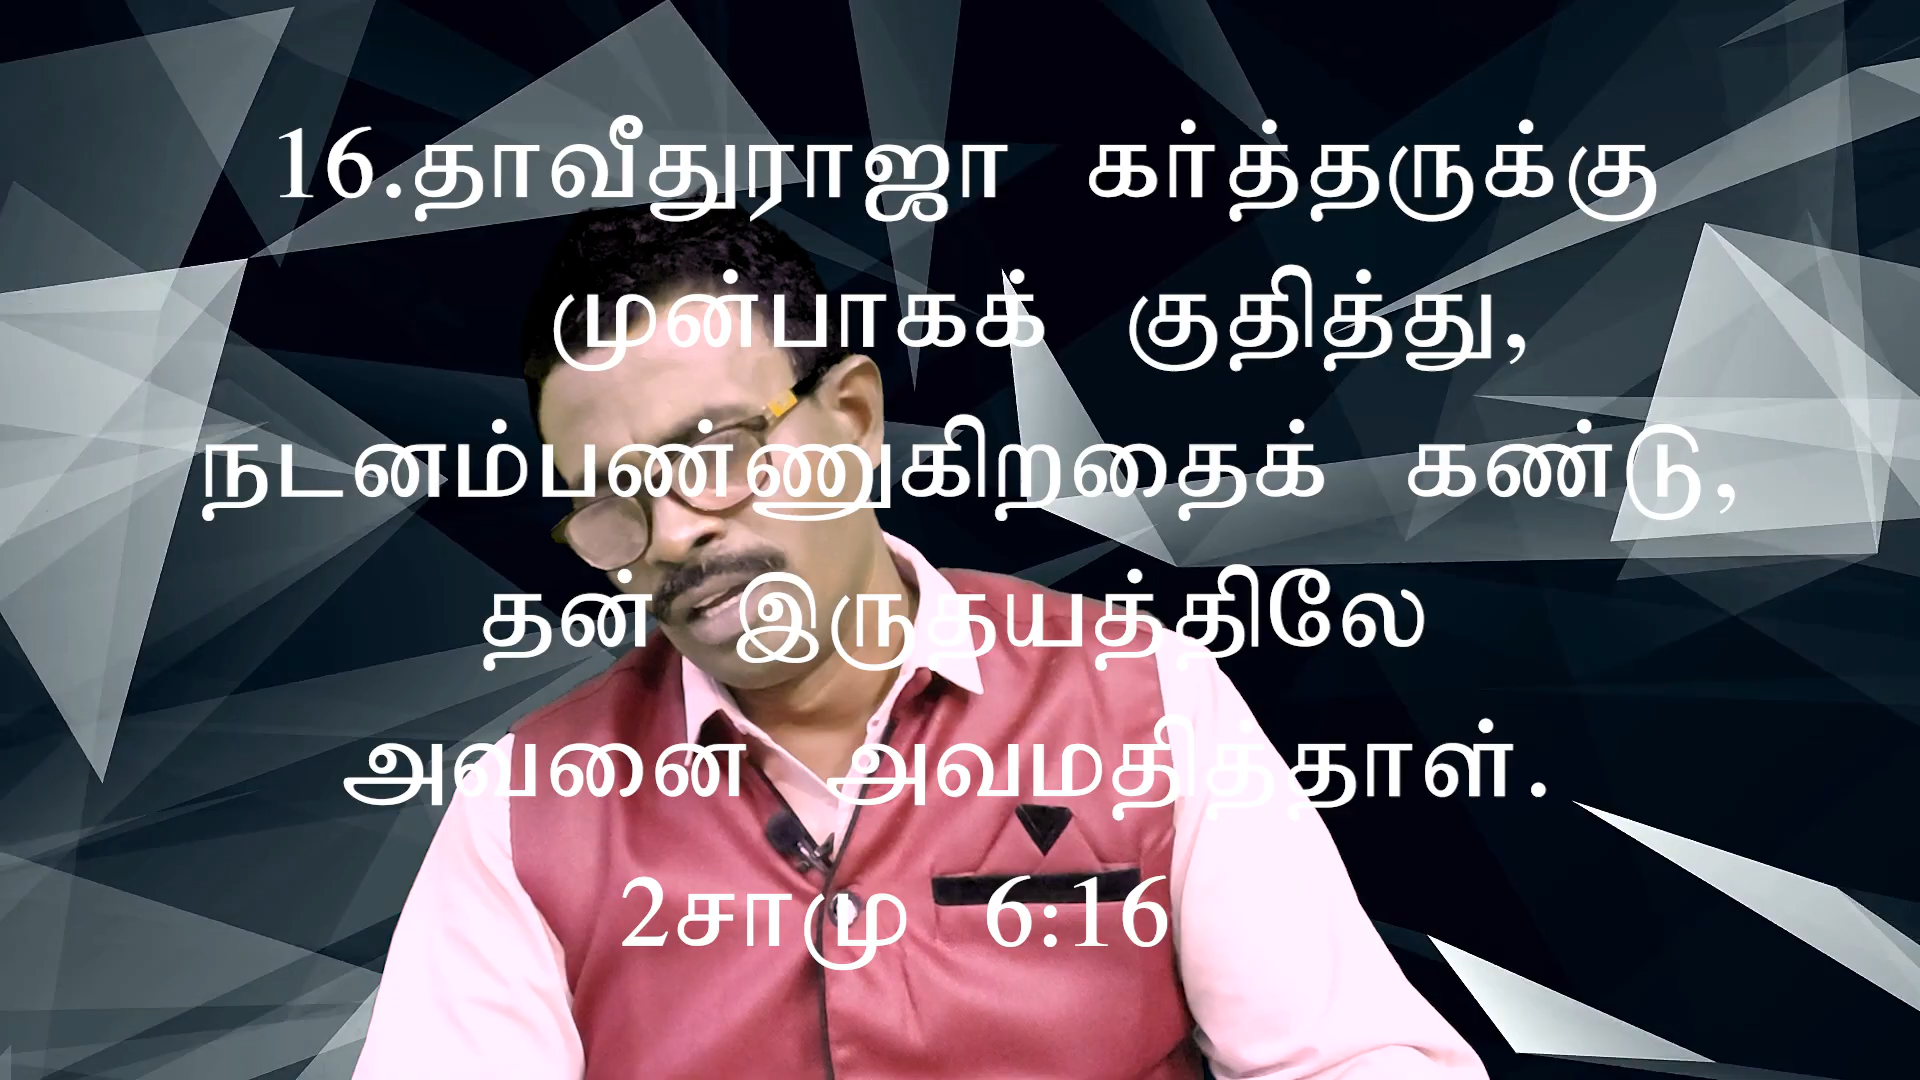 16.தாவீதுராஜா கர்த்தருக்கு
முன்பாகக் குதித்து,
நடனம்பண்ணுகிறதைக் கண்டு,
தன் இருதயத்திலே
அவனை அவமதித்தாள்.
2சாமு 6:16